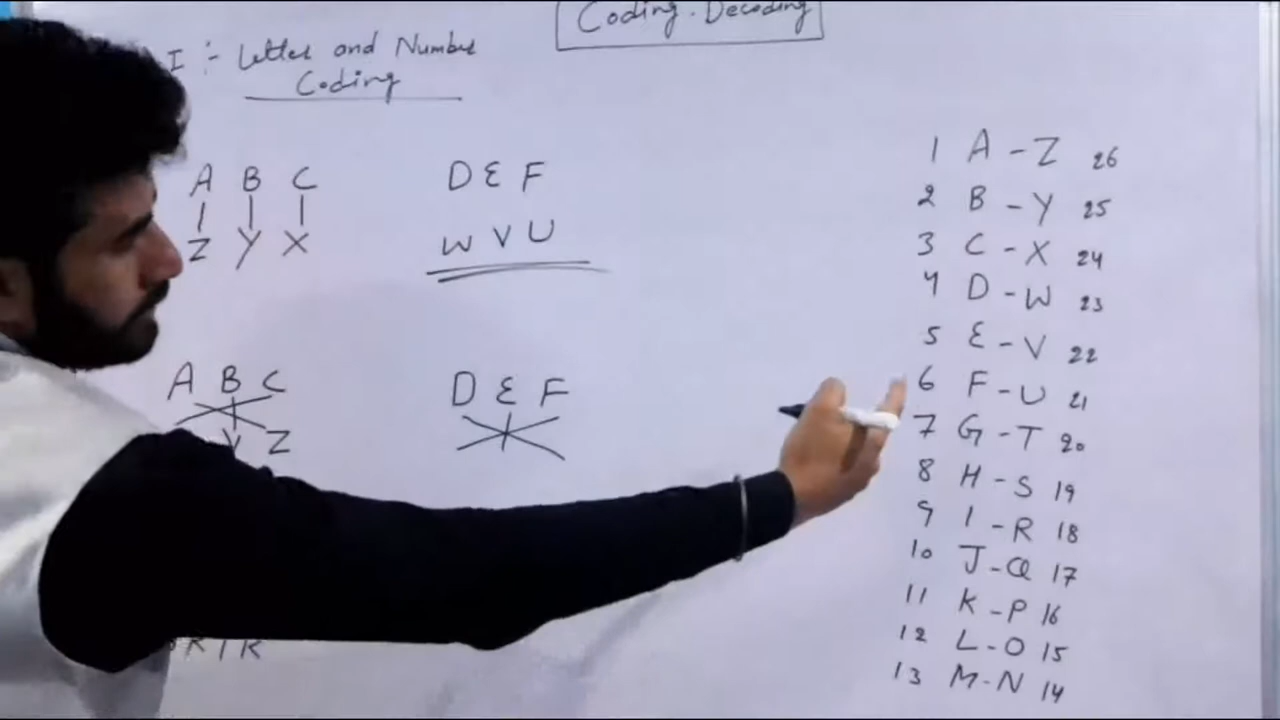 Coding-Decoding
I :- Letter and Number
Coding
A B C
Z Y X
D E F
W V U
A B C
Y Z
D E F
1 A - Z 26
2 B - Y 25
3 C - X 24
4 D - W 23
5 E - V 22
6 F - U 21
7 G - T 20
8 H - S 19
9 I - R 18
10 J - Q 17
11 K - P 16
12 L - O 15
13 M - N 14